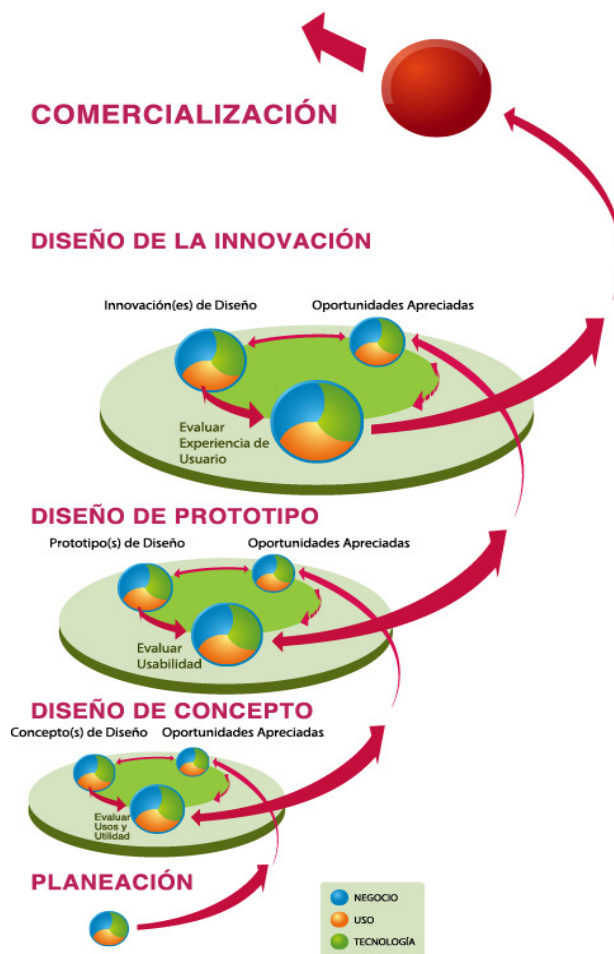 COMERCIALIZACIÓN
DISEÑO DE LA INNOVACIÓN
Innovación(es) de Diseño
Oportunidades Apreciadas
Evaluar
Experiencia de
Usuario
DISEÑO DE PROTOTIPO
Prototipo(s) de Diseño
Oportunidades Apreciadas
Evaluar
Usabilidad
DISEÑO DE CONCEPTO
Concepto(s) de Diseño
Oportunidades Apreciadas
Evaluar
Usos y
Utilidad
PLANEACIÓN
NEGOCIO
USO
TECNOLOGÍA